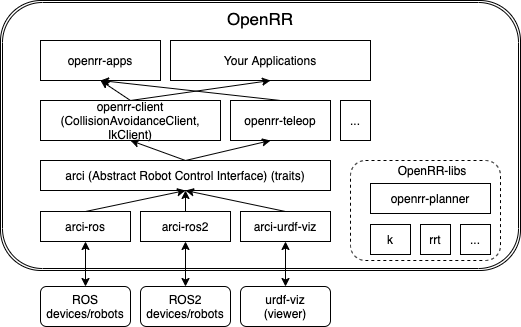 OpenRR
openrr-apps
Your Applications
openrr-client
(CollisionAvoidanceClient,
IkClient)
openrr-teleop
...
arci (Abstract Robot Control Interface) (traits)
OpenRR-libs
openrr-planner
k
rrt
...
arci-ros
arci-ros2
arci-urdf-viz
ROS
devices/robots
ROS2
devices/robots
urdf-viz
(viewer)